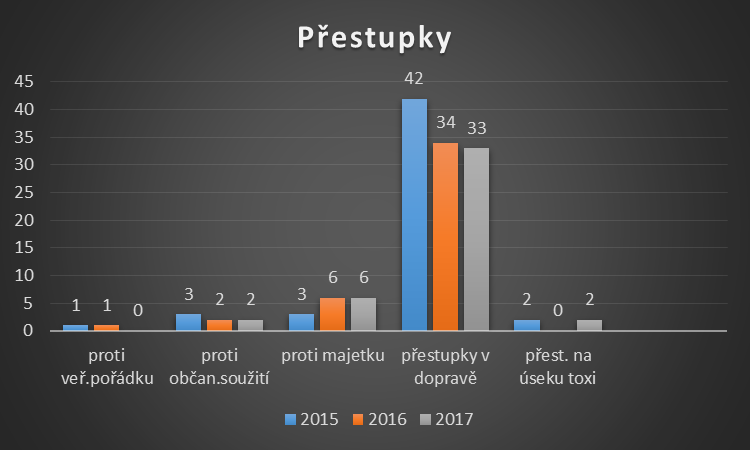 Přestupky
45
40
35
30
25
20
15
10
5
0
1 1 0
3 2 2
3 6 6
42 34 33
2 0 2
proti veř.pořádku
proti občan.soužití
proti majetku
přestupky v dopravě
přest. na úseku toxi
2015 2016 2017